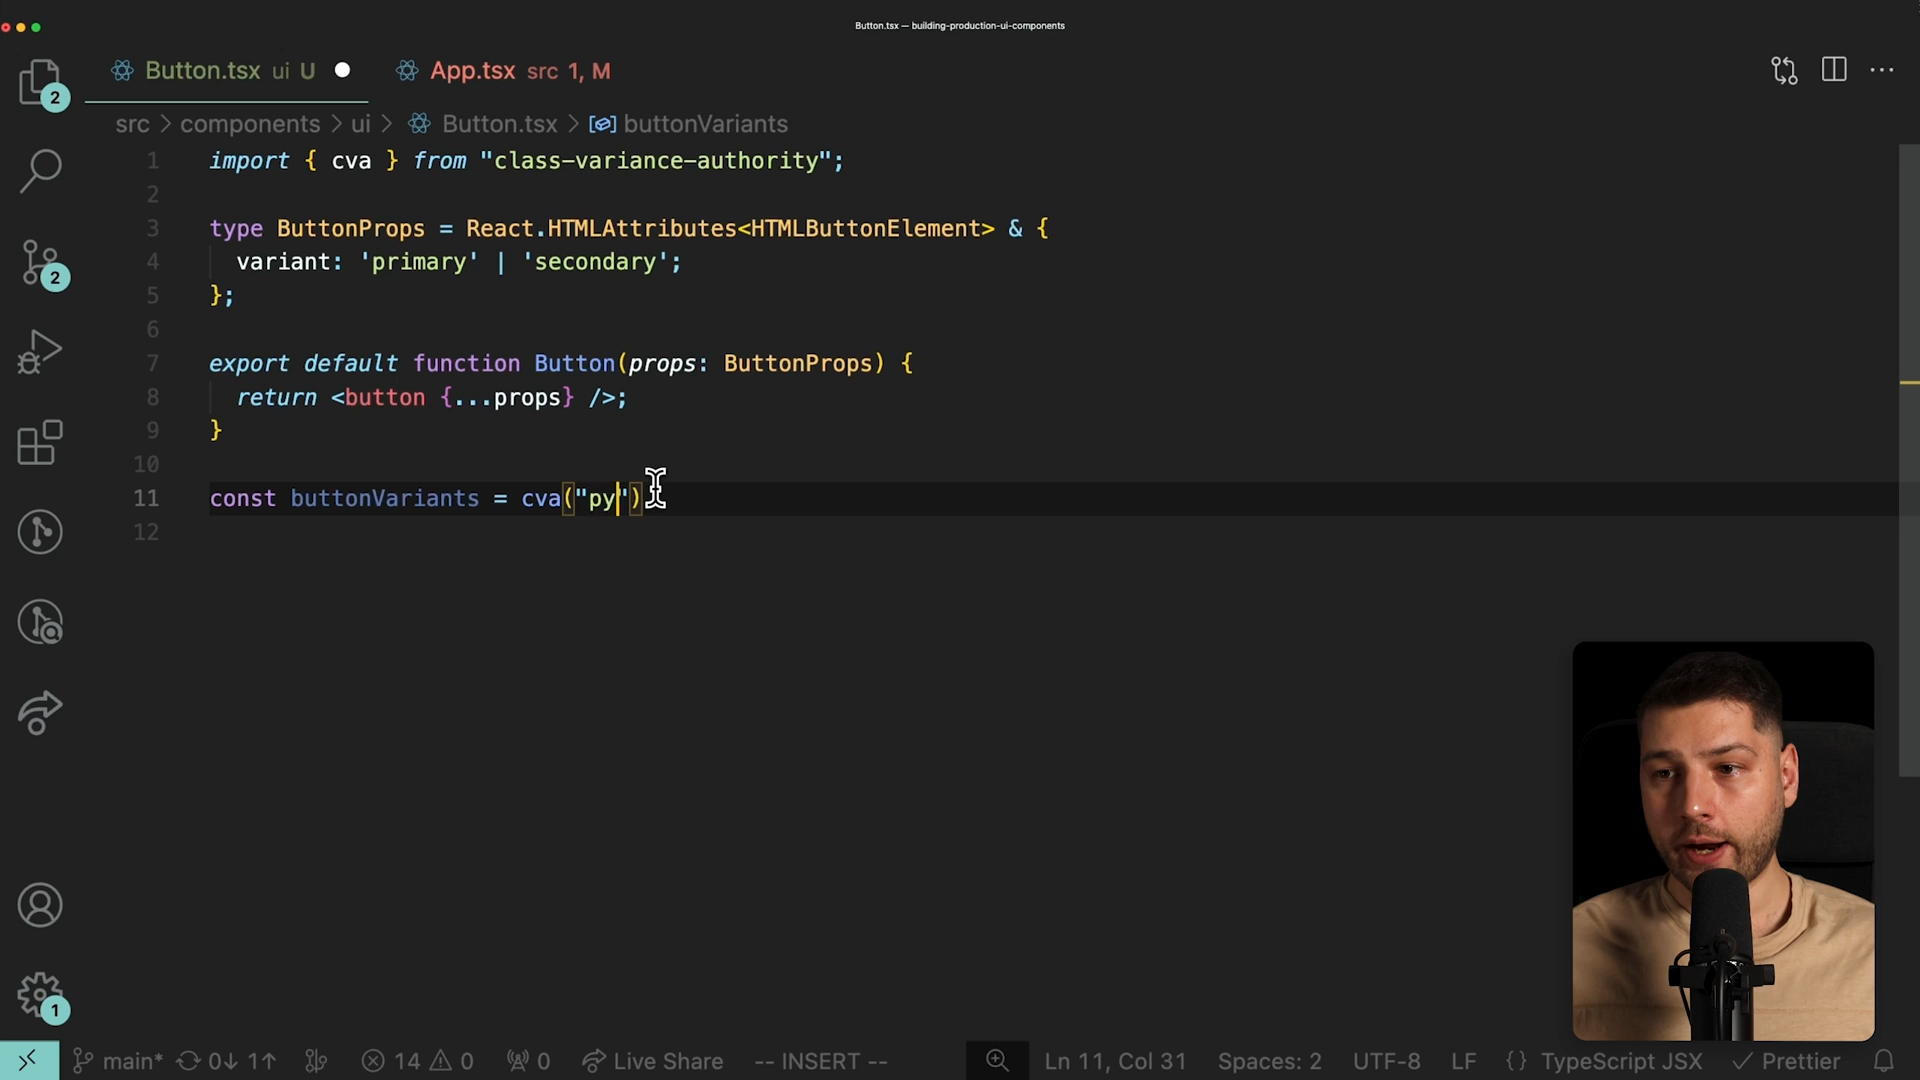 Button.tsx — building-production-ui-components
Button.tsx ui U
App.tsx src 1, M
src > components > ui > Button.tsx > buttonVariants
1 import { cva } from "class-variance-authority";
2
3 type ButtonProps = React.HTMLAttributes<HTMLButtonElement> & {
4 variant: 'primary' | 'secondary';
5 };
6
7 export default function Button(props: ButtonProps) {
8 return <button {...props} />;
9 }
10
11 const buttonVariants = cva("py")
12
2
2
1
main* 0↓ 1↑ 14 0 0 Live Share -- INSERT -- Ln 11, Col 31 Spaces: 2 UTF-8 LF {} TypeScript JSX ✓ Prettier